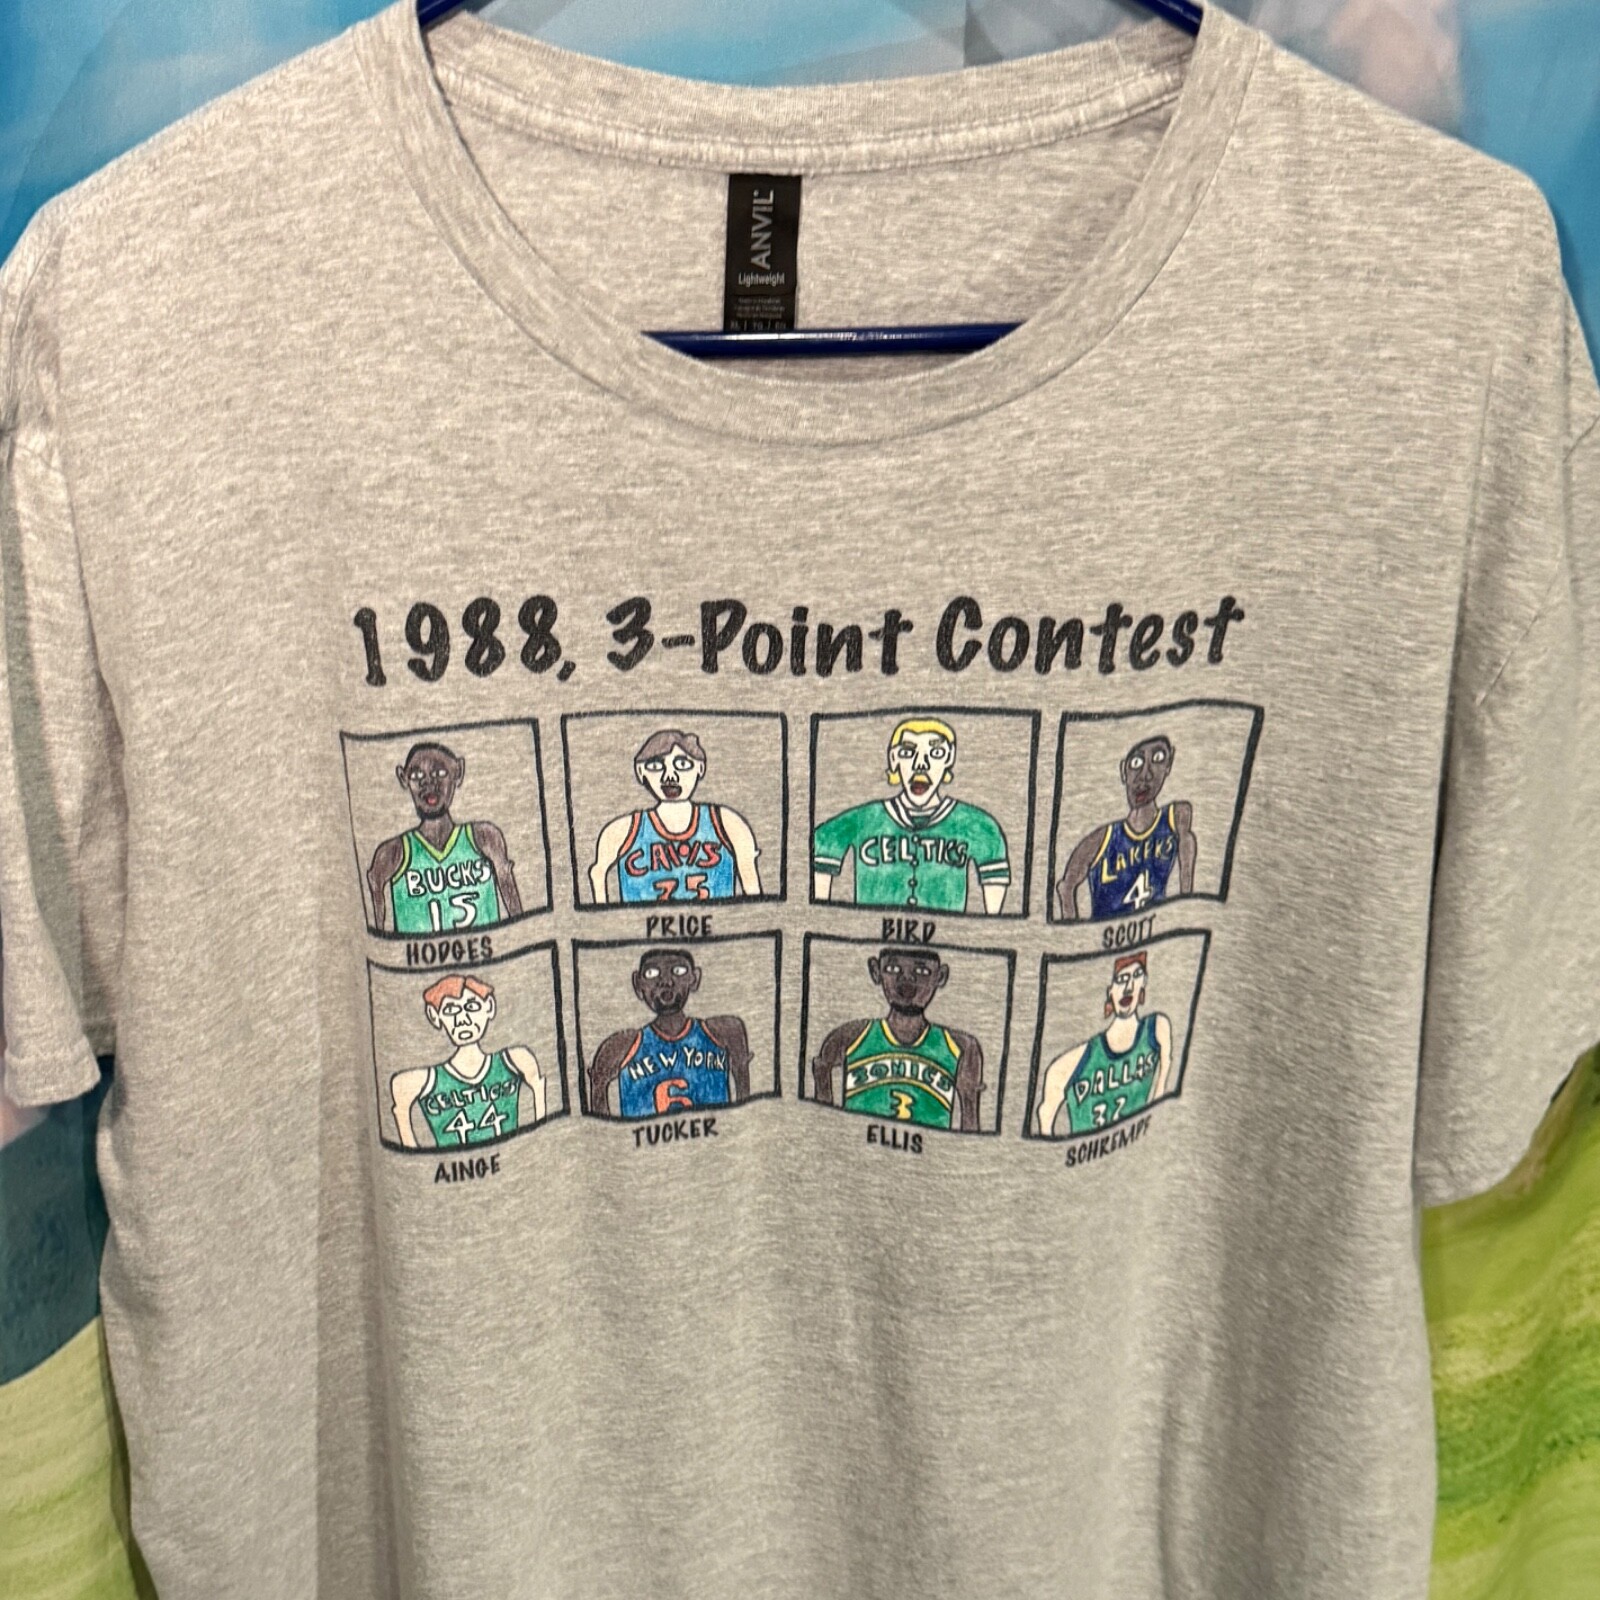 ANVIL
Lightweight
1988, 3-Point Contest
BUCKS
15
HODGES
CAVS
25
PRICE
CELTICS
BIRD
LAKERS
4
SCOTT
CELTICS
44
AINGE
NEW YORK
6
TUCKER
SONICS
3
ELLIS
DALLAS
32
SCHREMPF